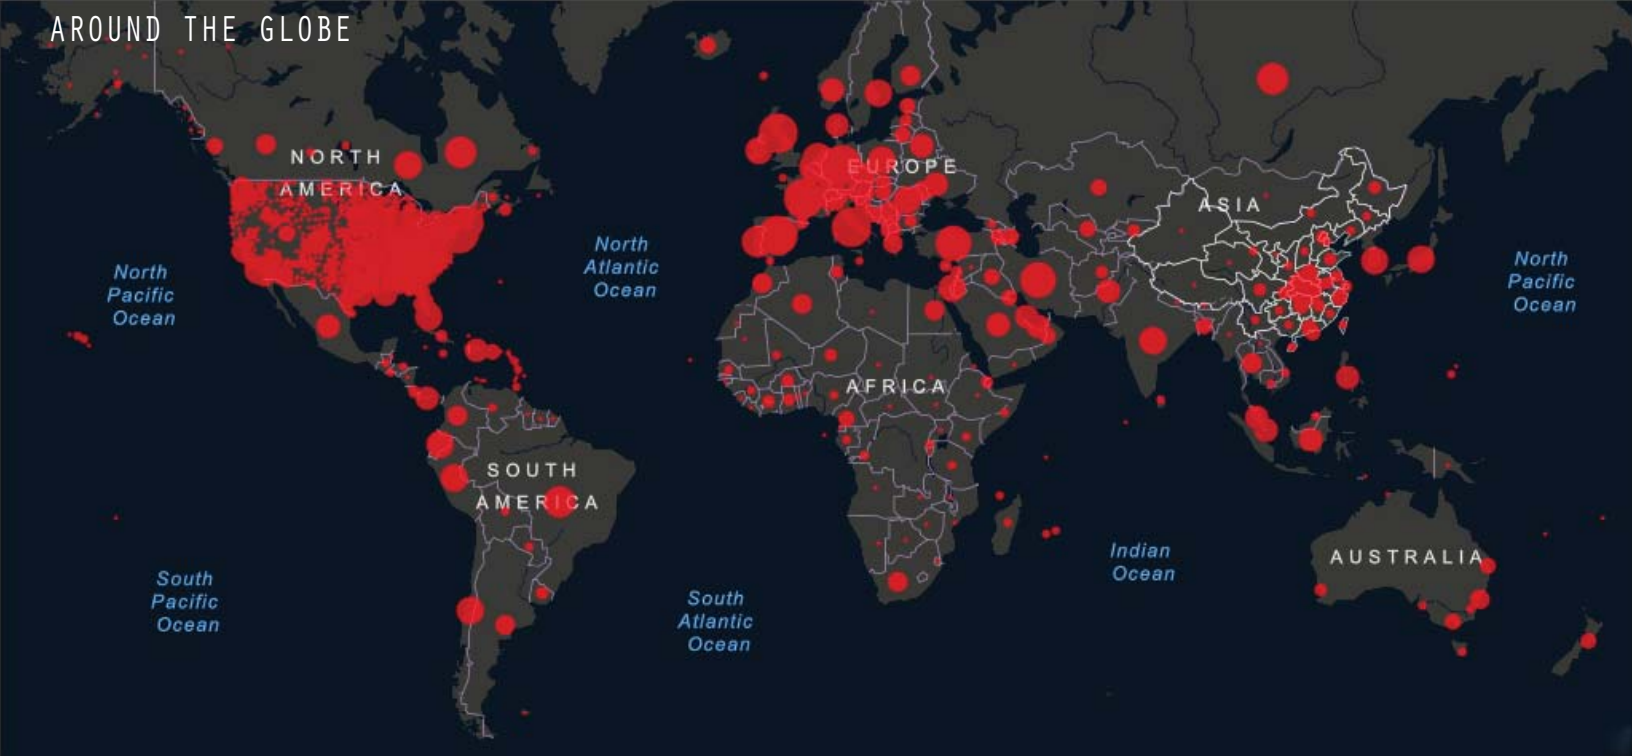 AROUND THE GLOBE
NORTH
AMERICA
EUROPE
ASIA
North
Pacific
Ocean
North
Atlantic
Ocean
North
Pacific
Ocean
AFRICA
SOUTH
AMERICA
South
Pacific
Ocean
South
Atlantic
Ocean
Indian
Ocean
AUSTRALIA